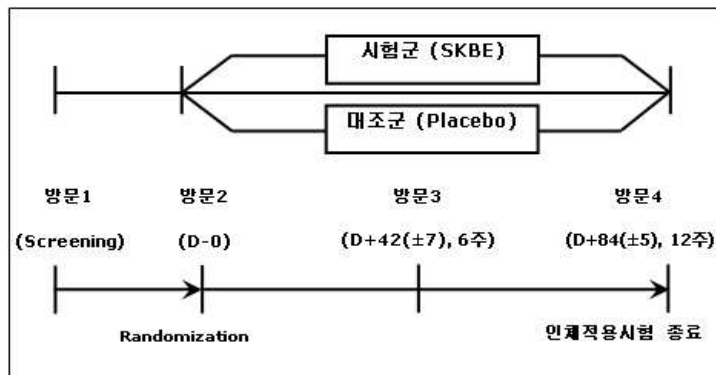 시험군 (SKBE)
대조군 (Placebo)
방문1 방문2 방문3 방문4
(Screening) (D-0) (D+42(±7), 6주) (D+84(±5), 12주)
Randomization 인체적용시험 종료